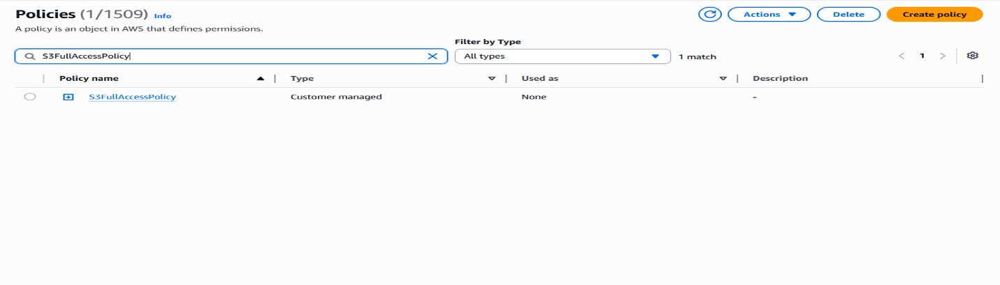 Policies (1/1509) Info
A policy is an object in AWS that defines permissions.
Actions
Delete
Create policy
Filter by Type
S3FullAccessPolicy
All types
1 match
1
Policy name
Type
Used as
Description
S3FullAccessPolicy
Customer managed
None
-